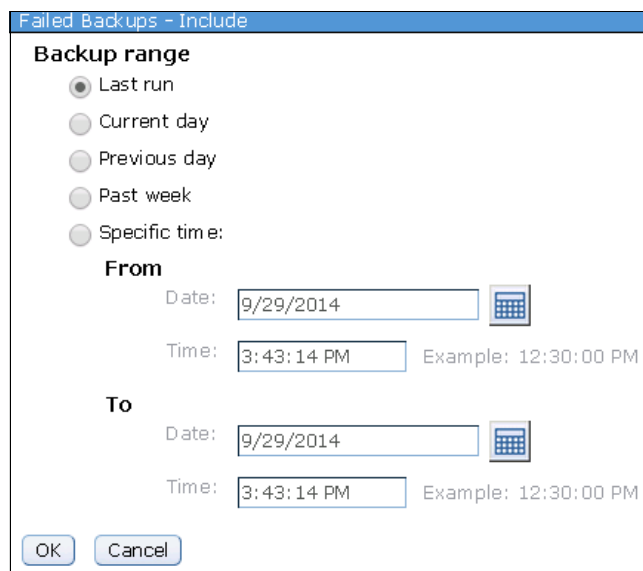 Failed Backups - Include
Backup range
Last run
Current day
Previous day
Past week
Specific time:
From
Date: 9/29/2014
Time: 3:43:14 PM Example: 12:30:00 PM
To
Date: 9/29/2014
Time: 3:43:14 PM Example: 12:30:00 PM
OK Cancel